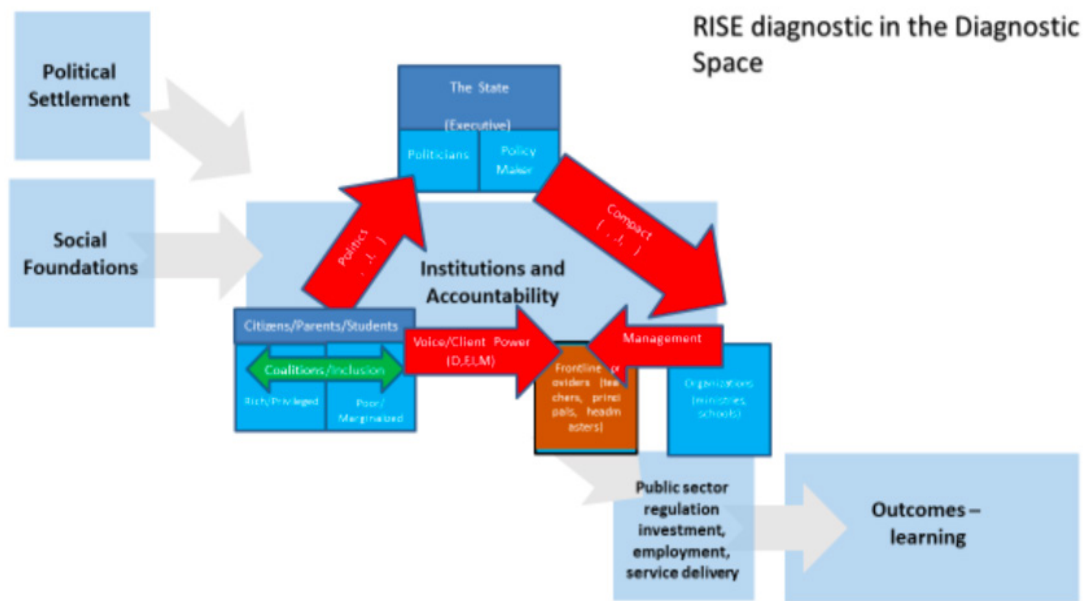 RISE diagnostic in the Diagnostic
Space
Political
Settlement
The State
(Executive)
Politicians
Policy
Maker
Social
Foundations
Politics
Compact
Institutions and
Accountability
Citizens/Parents/Students
Coalitions/Inclusion
Rich/Privileged
Poor/
Marginalized
Voice/Client Power
(D,F,I,M)
Management
Frontline pr
oviders (tea
chers, princi
pals, headm
asters)
Organizations
(ministries,
schools)
Public sector
regulation
investment,
employment,
service delivery
Outcomes –
learning